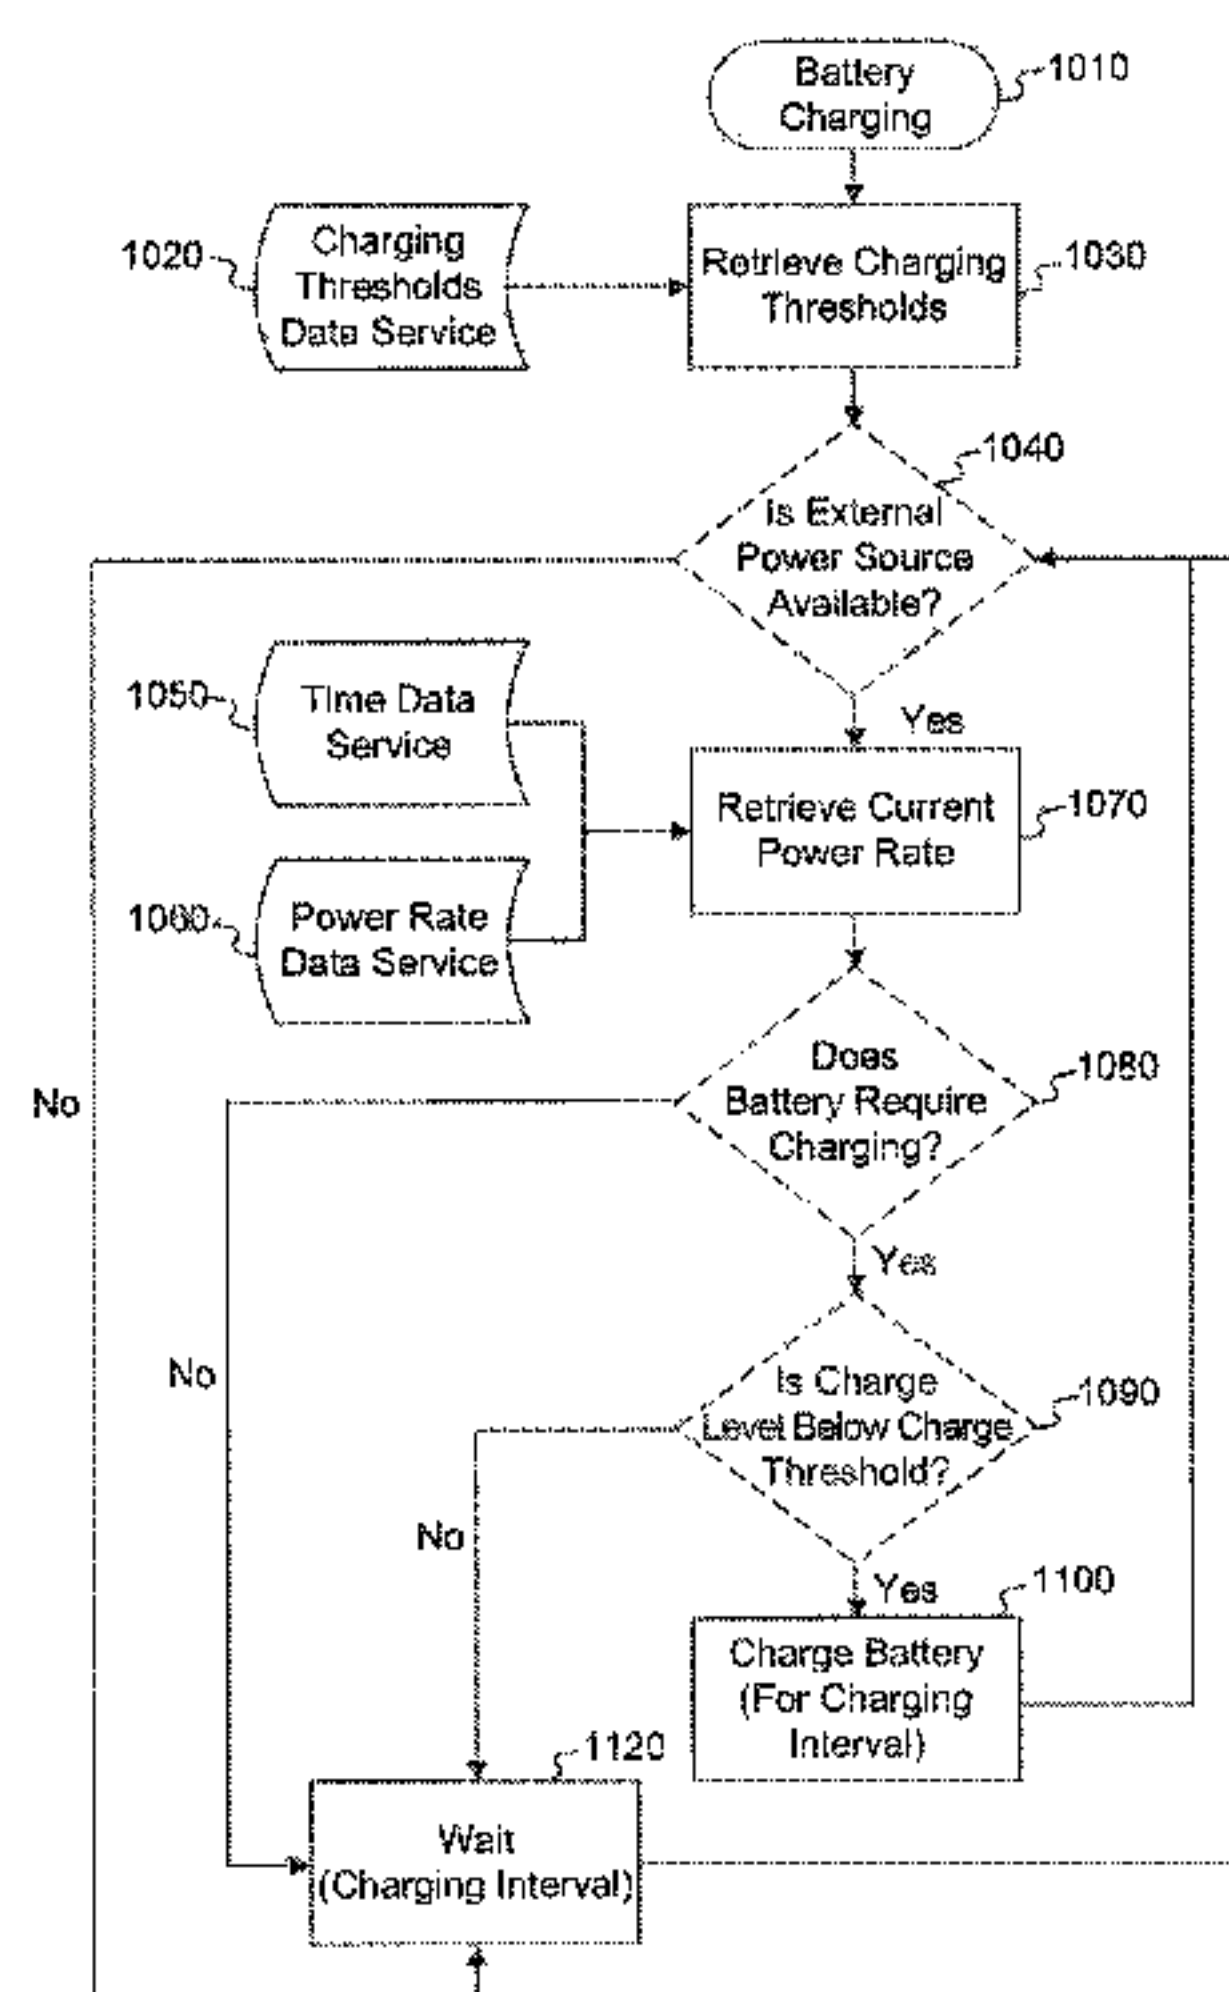 Battery
Charging
1010
Charging
Thresholds
Data Service
1020
Retrieve Charging
Thresholds
1030
Is External
Power Source
Available?
1040
Yes
No
Time Data
Service
1050
Power Rate
Data Service
1060
Retrieve Current
Power Rate
1070
Does
Battery Require
Charging?
1080
Yes
No
Is Charge
Level Below Charge
Threshold?
1090
Yes
No
Charge Battery
(For Charging
Interval)
1100
Wait
(Charging Interval)
1120